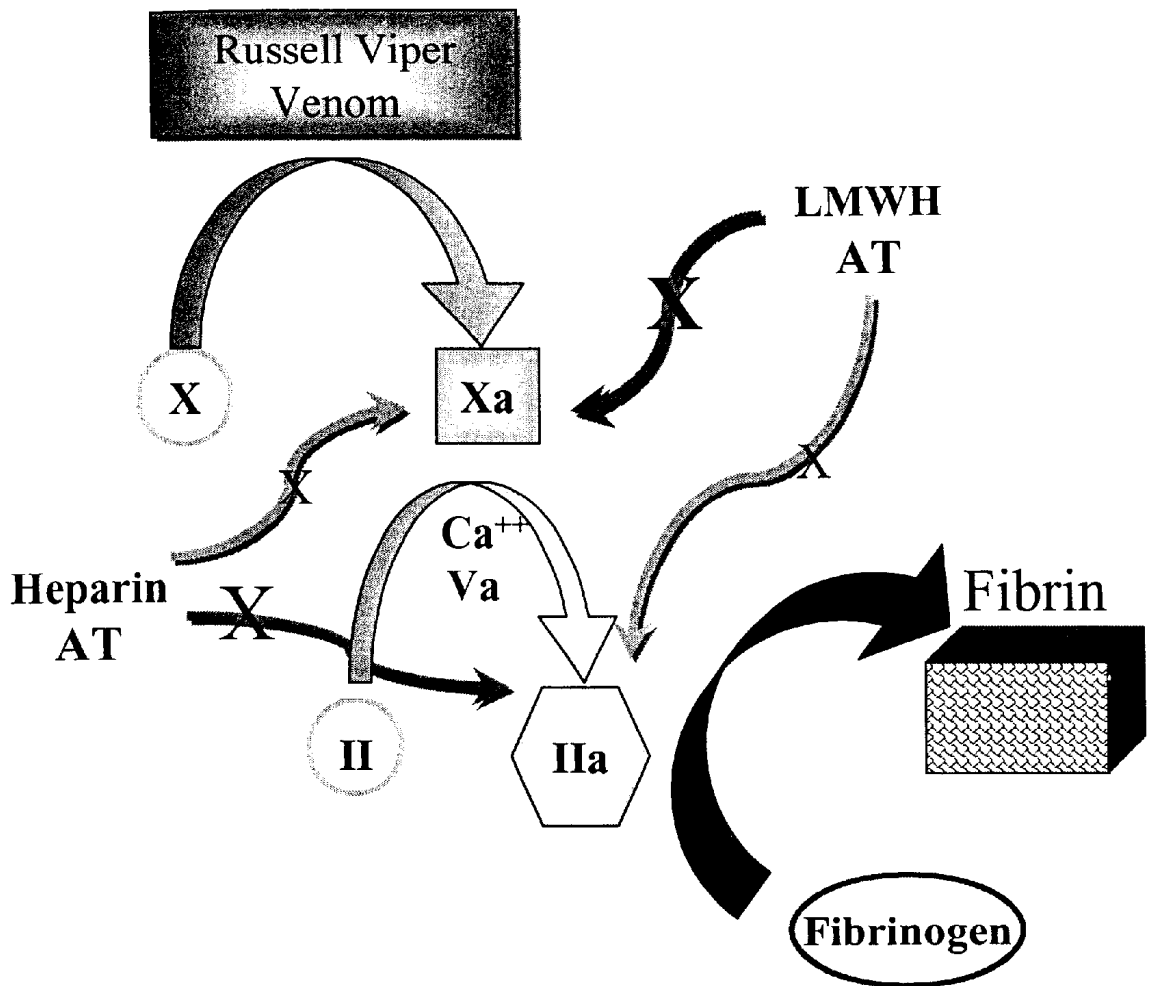 Russell Viper
Venom
LMWH
AT
X
X
Xa
X
X
Ca⁺⁺
Va
Heparin
AT
X
Fibrin
II
IIa
Fibrinogen